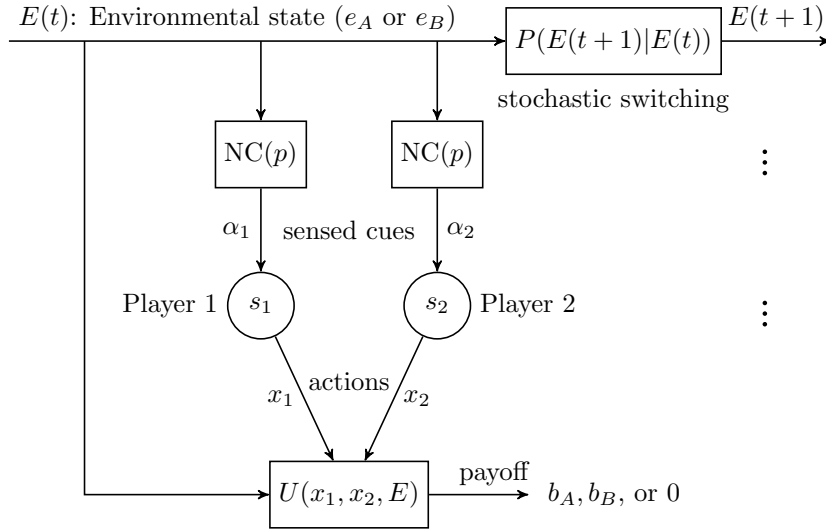 E(t): Environmental state (e_A or e_B)
P(E(t+1)|E(t))
E(t+1)
stochastic switching
NC(p)
NC(p)
⋮
α_1
sensed cues
α_2
Player 1
s_1
s_2
Player 2
⋮
x_1
actions
x_2
U(x_1, x_2, E)
payoff
b_A, b_B, or 0